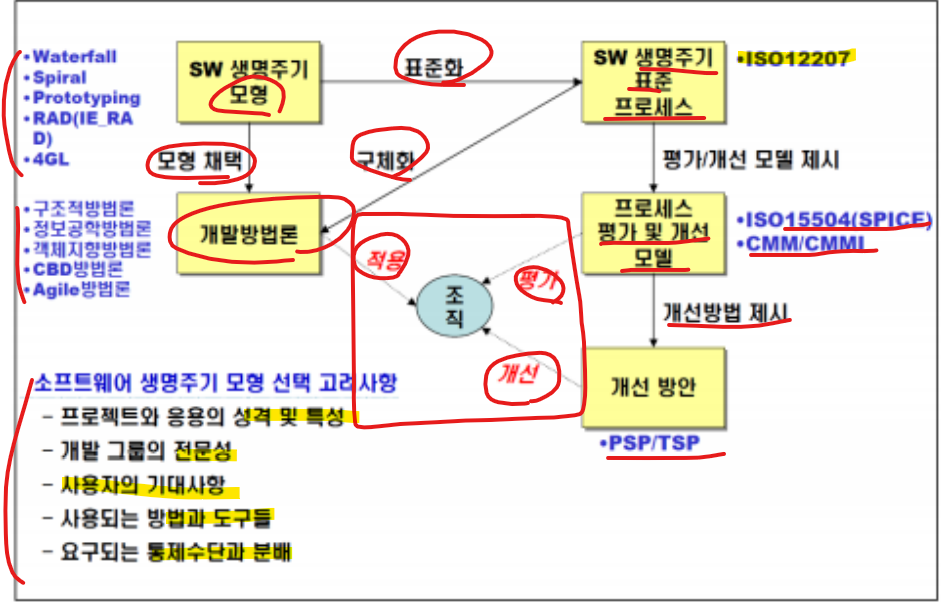 •Waterfall
•Spiral
•Prototyping
•RAD(IE_RA
D)
•4GL
SW 생명주기
모형
표준화
SW 생명주기
표준
프로세스
•ISO12207
모형 채택
구체화
평가/개선 모델 제시
•구조적방법론
•정보공학방법론
•객체지향방법론
•CBD방법론
•Agile방법론
개발방법론
적용
평가
조
직
개선
프로세스
평가 및 개선
모델
•ISO15504(SPICE)
•CMM/CMMI
개선방법 제시
개선 방안
•PSP/TSP
소프트웨어 생명주기 모형 선택 고려사항
– 프로젝트와 응용의 성격 및 특성
– 개발 그룹의 전문성
– 사용자의 기대사항
– 사용되는 방법과 도구들
– 요구되는 통제수단과 분배